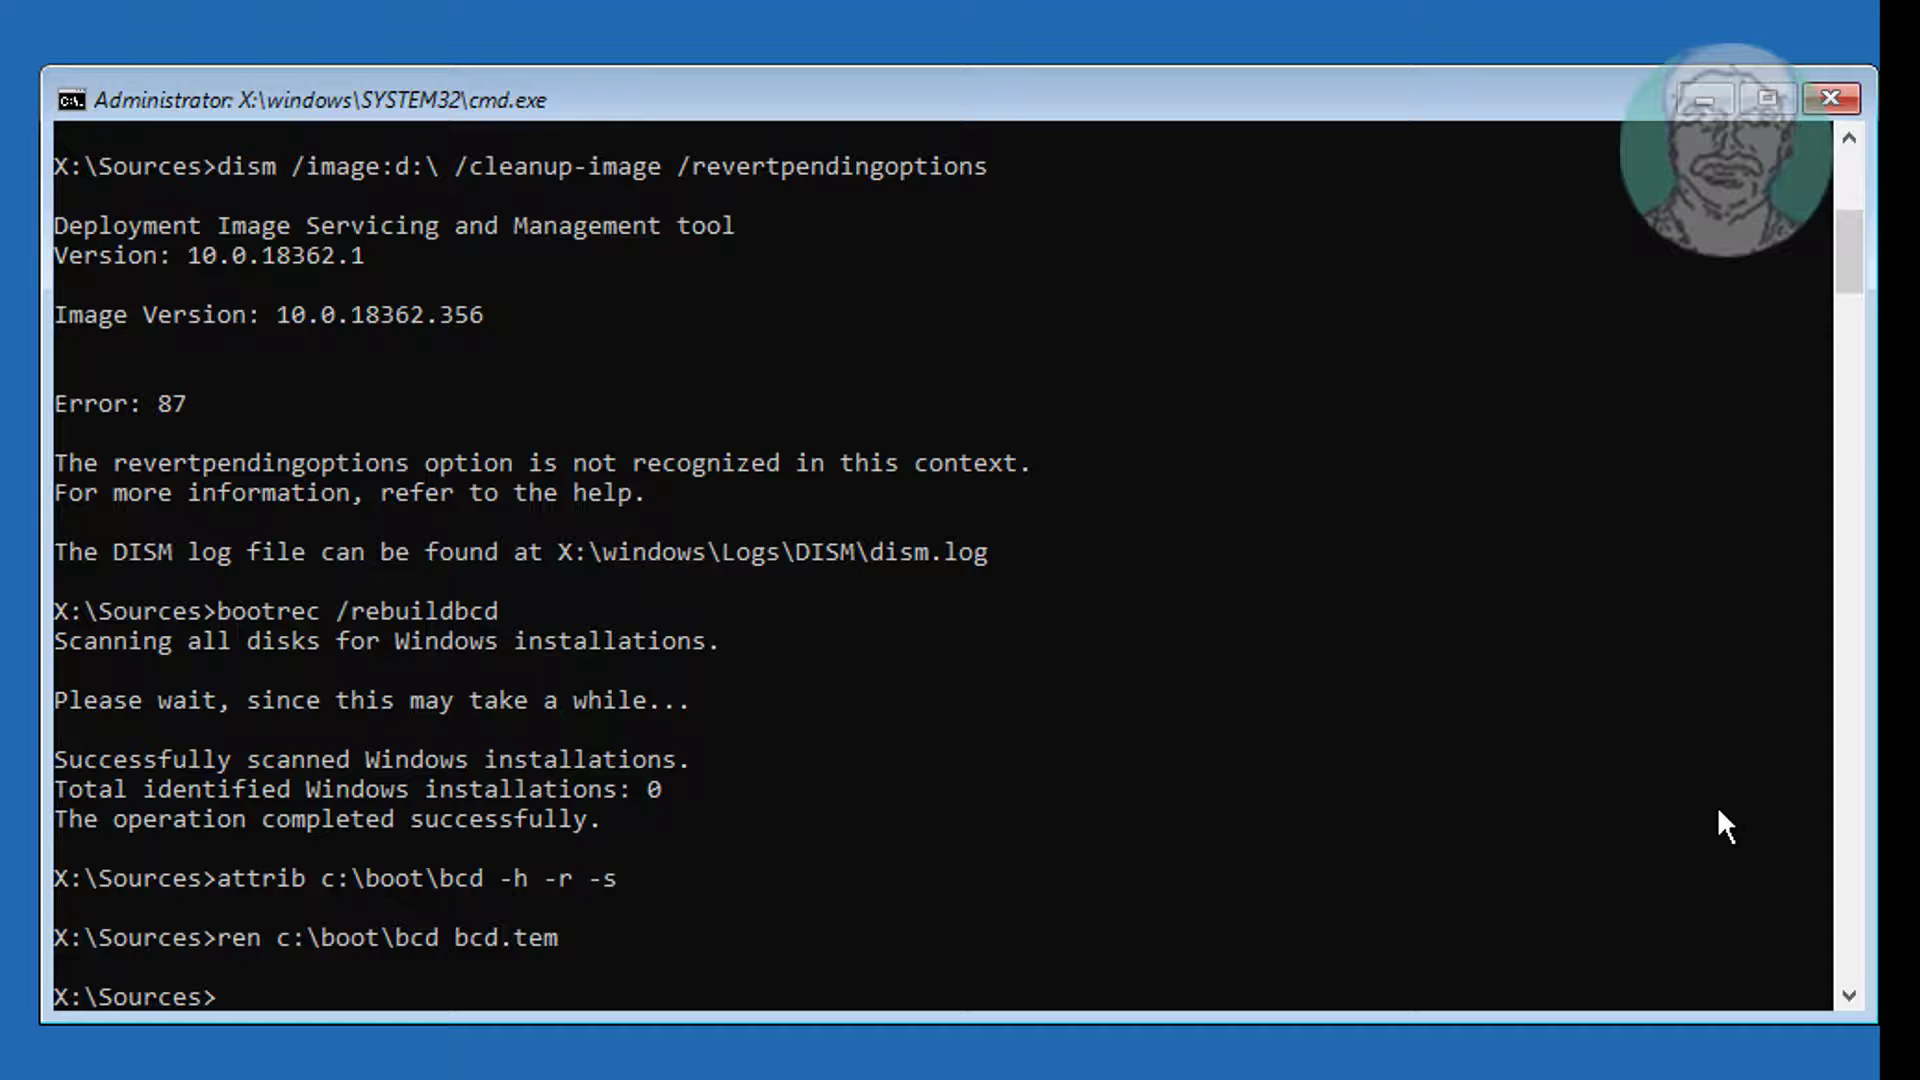 Administrator: X:\windows\SYSTEM32\cmd.exe
X:\Sources>dism /image:d:\ /cleanup-image /revertpendingoptions
Deployment Image Servicing and Management tool
Version: 10.0.18362.1
Image Version: 10.0.18362.356
Error: 87
The revertpendingoptions option is not recognized in this context.
For more information, refer to the help.
The DISM log file can be found at X:\windows\Logs\DISM\dism.log
X:\Sources>bootrec /rebuildbcd
Scanning all disks for Windows installations.
Please wait, since this may take a while...
Successfully scanned Windows installations.
Total identified Windows installations: 0
The operation completed successfully.
X:\Sources>attrib c:\boot\bcd -h -r -s
X:\Sources>ren c:\boot\bcd bcd.tem
X:\Sources>